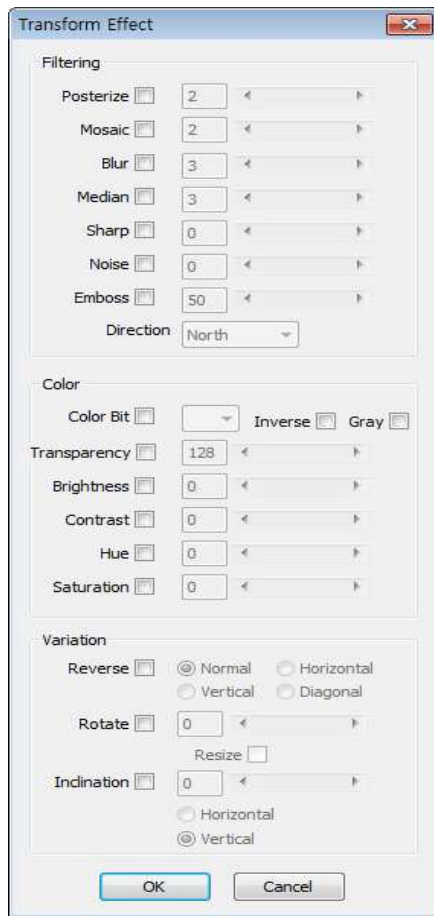 Transform Effect
Filtering
Posterize 2
Mosaic 2
Blur 3
Median 3
Sharp 0
Noise 0
Emboss 50
Direction North
Color
Color Bit Inverse Gray
Transparency 128
Brightness 0
Contrast 0
Hue 0
Saturation 0
Variation
Reverse Normal Horizontal
Vertical Diagonal
Rotate 0
Resize
Inclination 0
Horizontal
Vertical
OK Cancel